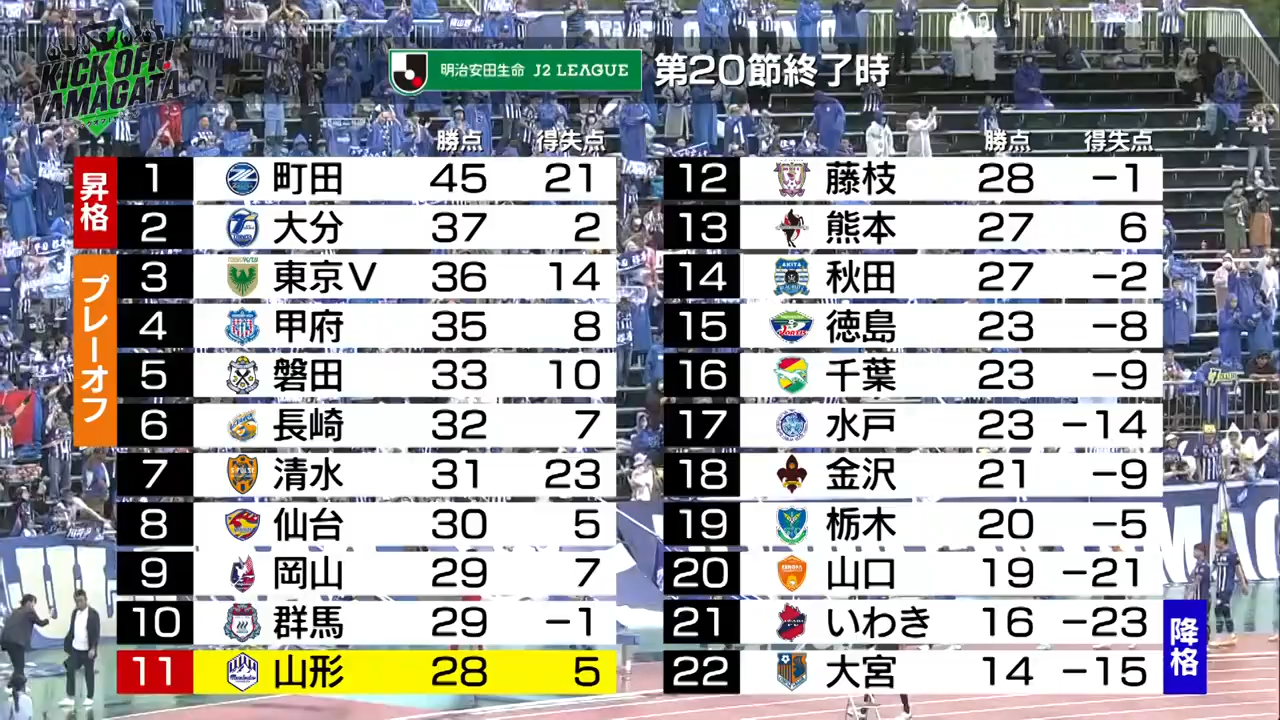 KICK OFF!
YAMAGATA
明治安田生命 J2 LEAGUE 第20節終了時
勝点 得失点
昇格
1 町田 45 21
2 大分 37 2
プレーオフ
3 東京V 36 14
4 甲府 35 8
5 磐田 33 10
6 長崎 32 7
7 清水 31 23
8 仙台 30 5
9 岡山 29 7
10 群馬 29 −1
11 山形 28 5
勝点 得失点
12 藤枝 28 −1
13 熊本 27 6
14 秋田 27 −2
15 徳島 23 −8
16 千葉 23 −9
17 水戸 23 −14
18 金沢 21 −9
19 栃木 20 −5
20 山口 19 −21
21 いわき 16 −23
22 大宮 14 −15
降格